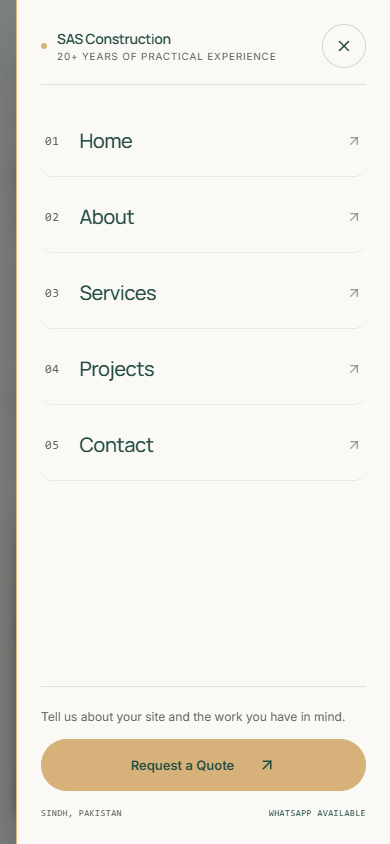 SAS Construction
20+ YEARS OF PRACTICAL EXPERIENCE
01 Home
02 About
03 Services
04 Projects
05 Contact
Tell us about your site and the work you have in mind.
Request a Quote
SINDH, PAKISTAN WHATSAPP AVAILABLE